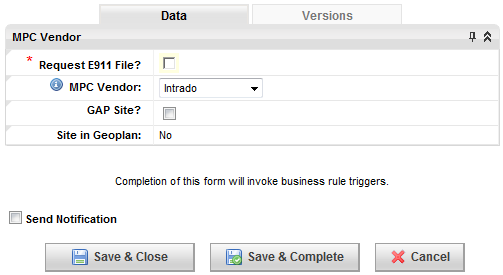 Data Versions
MPC Vendor
* Request E911 File?
MPC Vendor: Intrado
GAP Site?
Site in Geoplan: No
Completion of this form will invoke business rule triggers.
Send Notification
Save & Close Save & Complete Cancel